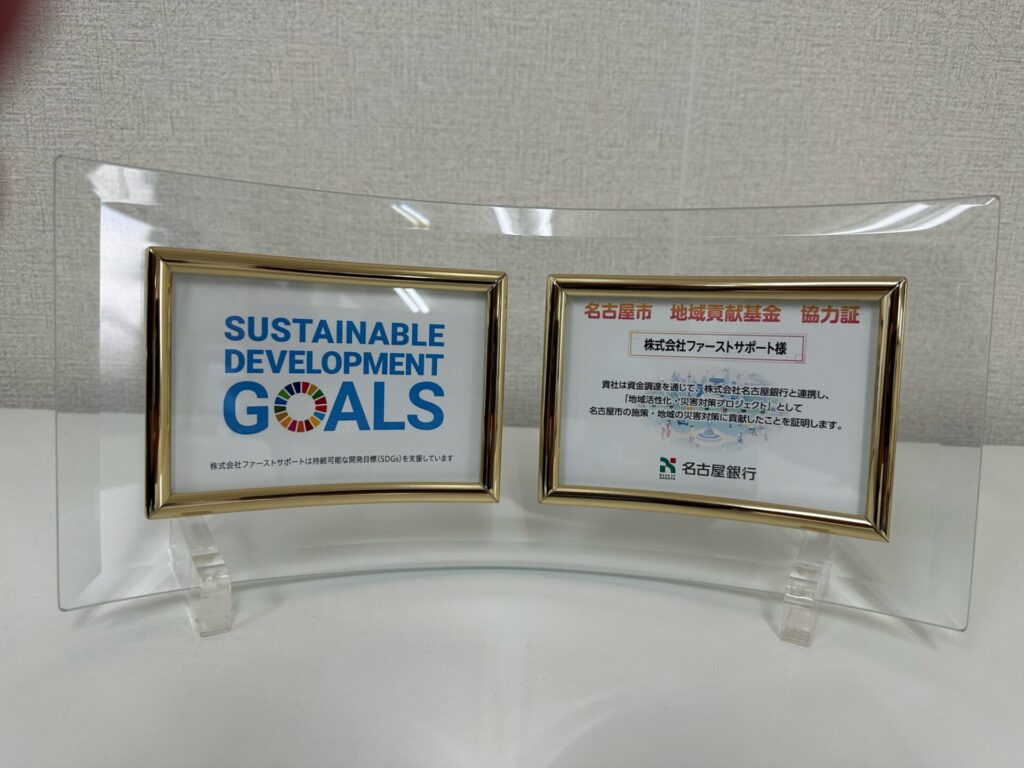 SUSTAINABLE
DEVELOPMENT
GOALS
株式会社ファーストサポートは持続可能な開発目標（SDGs）を支援しています
名古屋市　地域貢献基金　協力証
株式会社ファーストサポート様
貴社は資金調達を通じて、株式会社名古屋銀行と連携し、
「地域活性化・災害対策プロジェクト」として
名古屋市の施策・地域の災害対策に貢献したことを証明します。
名古屋銀行